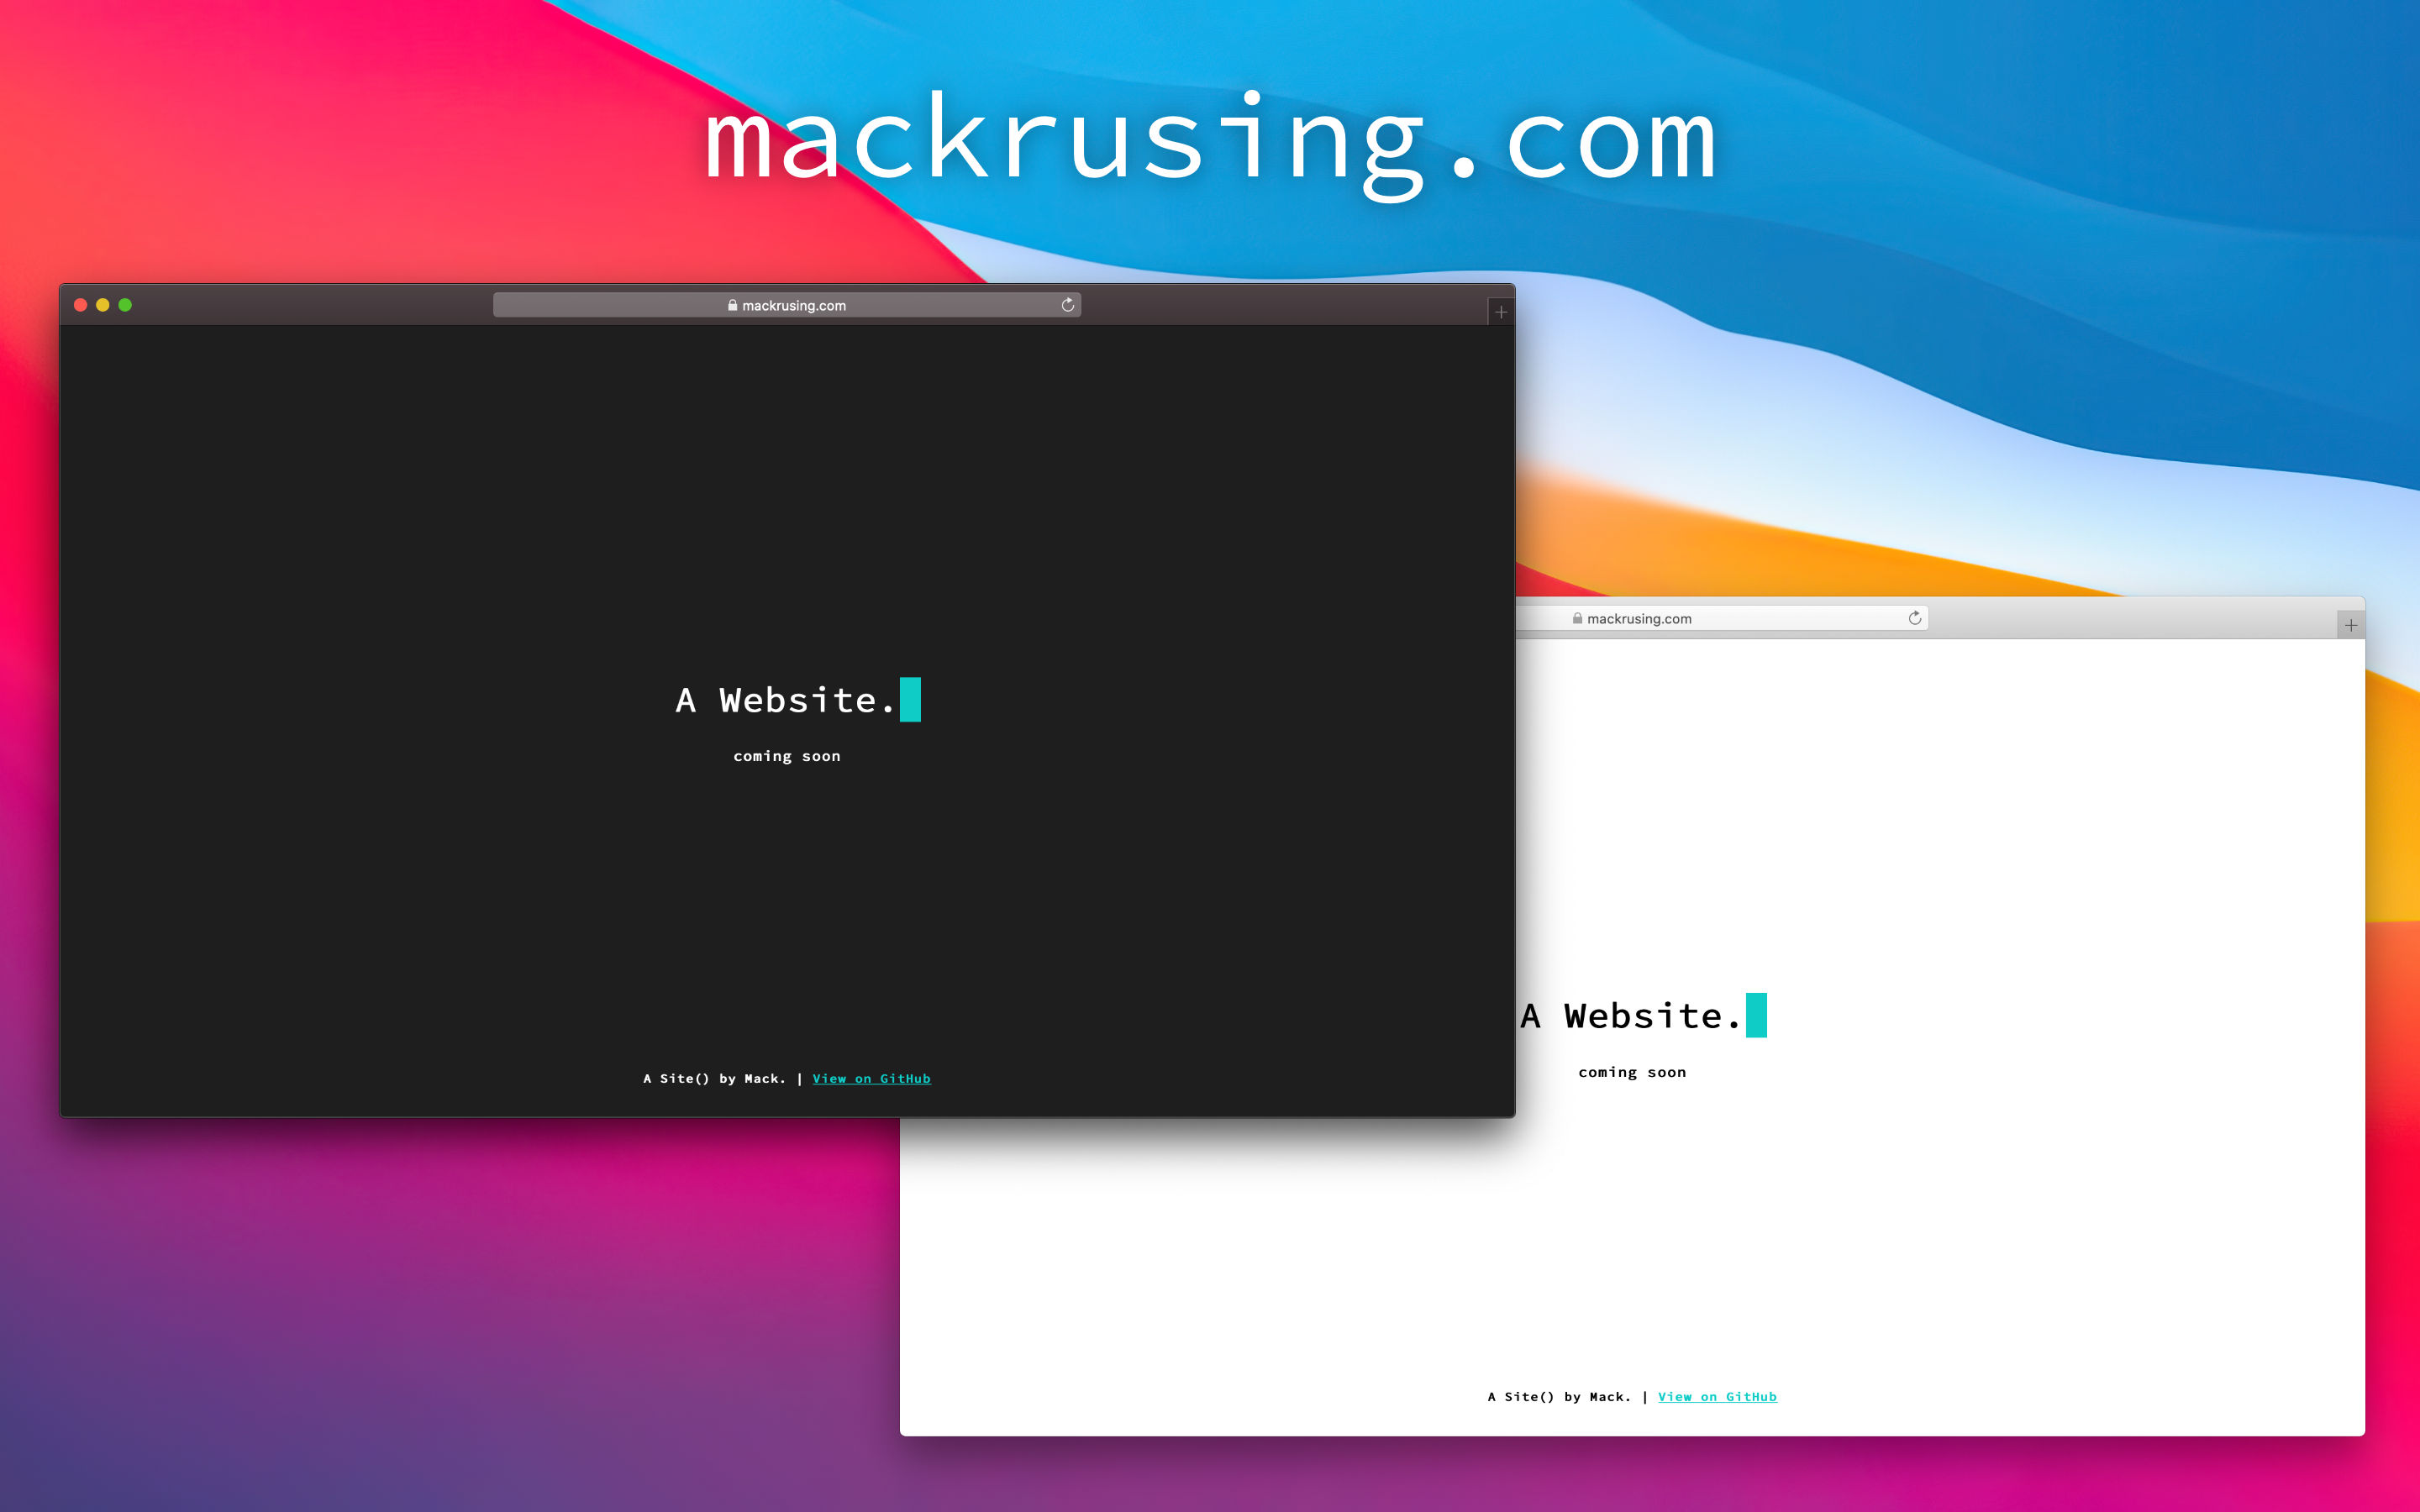 mackrusing.com
mackrusing.com
A Website.
coming soon
A Site() by Mack. | View on GitHub
mackrusing.com
A Website.
coming soon
A Site() by Mack. | View on GitHub